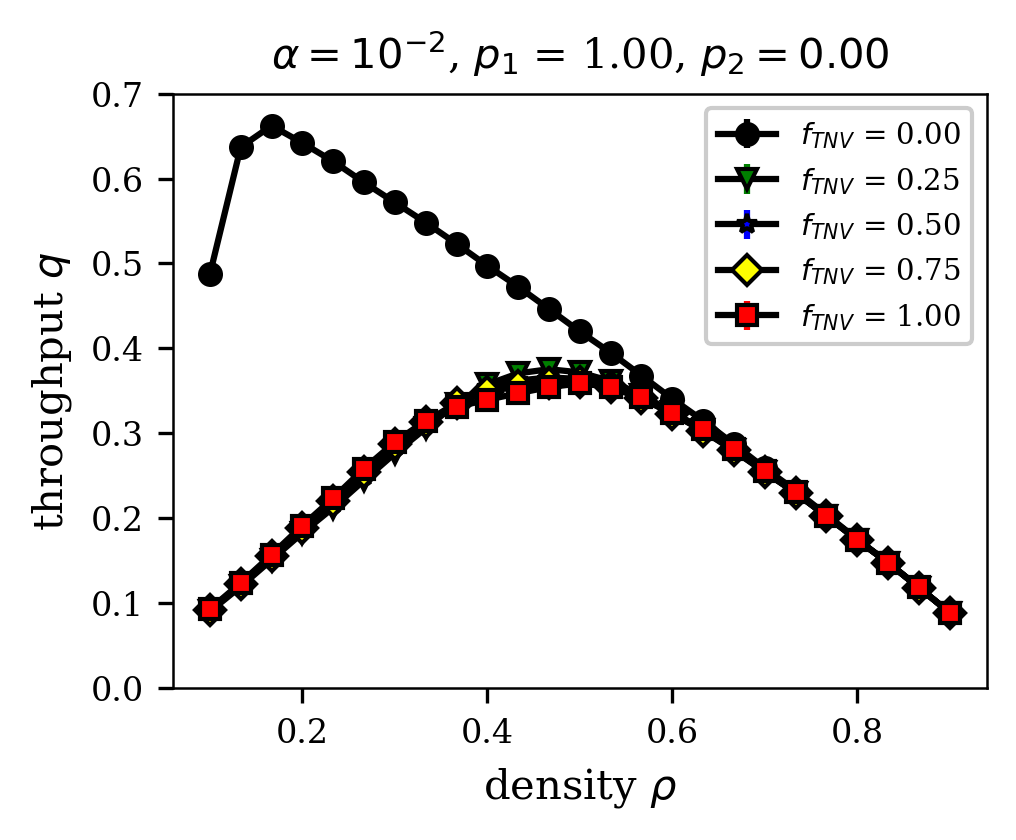 α = 10⁻², p₁ = 1.00, p₂ = 0.00
0.7
0.6
0.5
0.4
0.3
0.2
0.1
0.0
throughput q
f_TNV = 0.00
f_TNV = 0.25
f_TNV = 0.50
f_TNV = 0.75
f_TNV = 1.00
0.2 0.4 0.6 0.8
density ρ